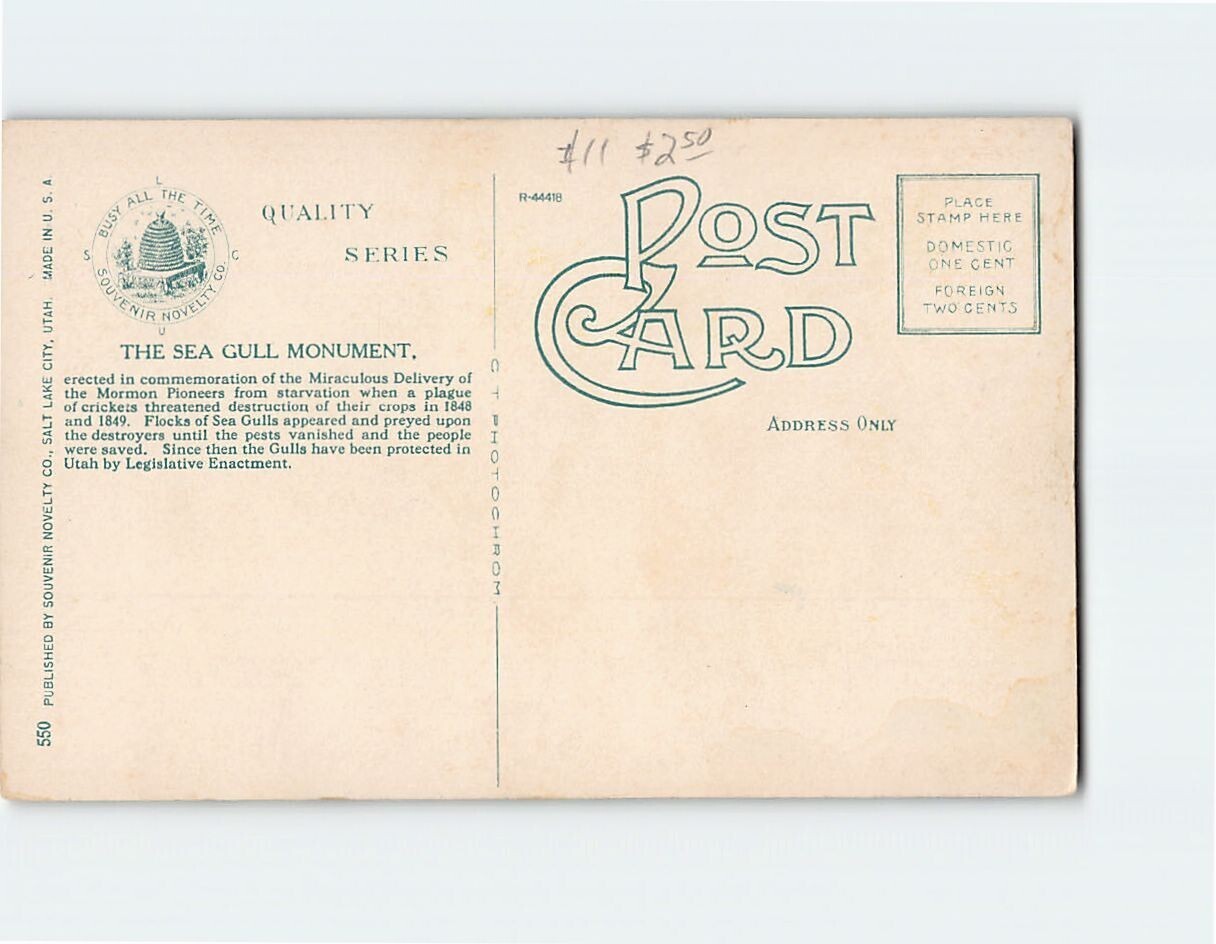 #11 $2.50
L
BUSY ALL THE TIME
S C
SOUVENIR NOVELTY CO.
U
QUALITY
SERIES
THE SEA GULL MONUMENT,
erected in commemoration of the Miraculous Delivery of
the Mormon Pioneers from starvation when a plague
of crickets threatened destruction of their crops in 1848
and 1849. Flocks of Sea Gulls appeared and preyed upon
the destroyers until the pests vanished and the people
were saved. Since then the Gulls have been protected in
Utah by Legislative Enactment.
550 PUBLISHED BY SOUVENIR NOVELTY CO., SALT LAKE CITY, UTAH. MADE IN U. S. A.
C T PHOTOCHROM
R-44418
POST
CARD
ADDRESS ONLY
PLACE
STAMP HERE
DOMESTIC
ONE CENT
FOREIGN
TWO CENTS